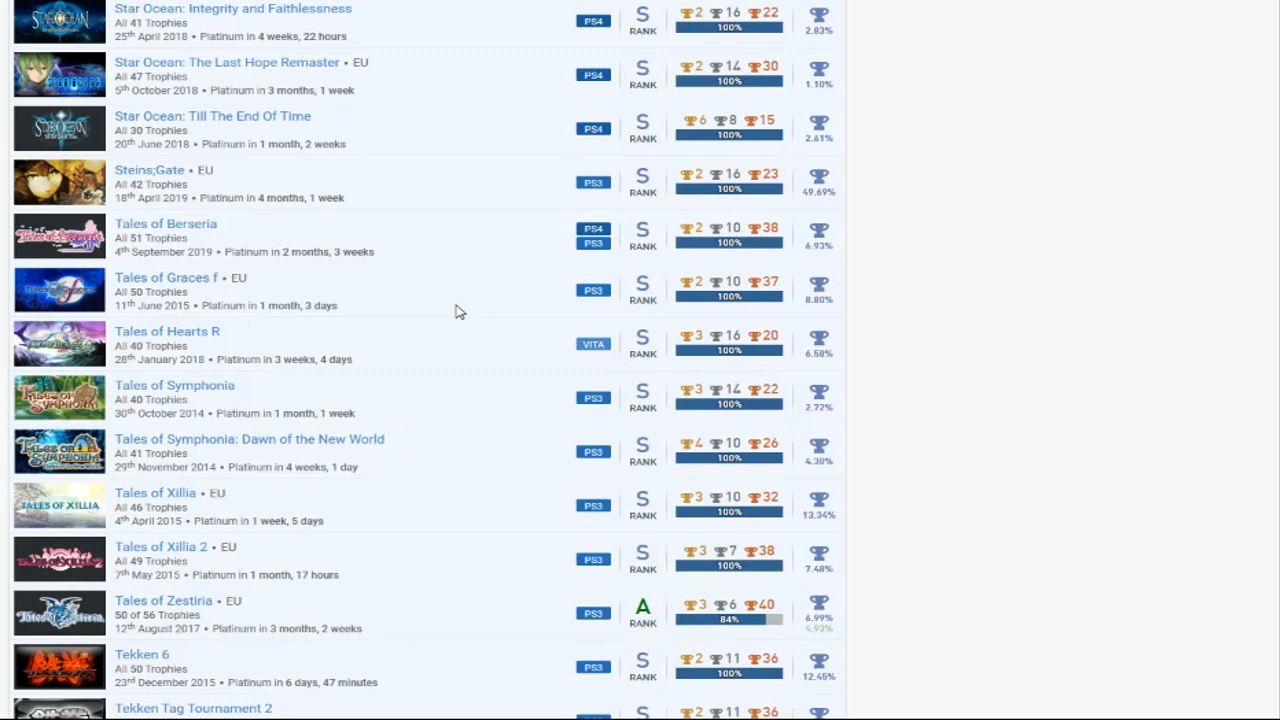 Star Ocean: Integrity and Faithlessness
All 41 Trophies
25th April 2018 • Platinum in 4 weeks, 22 hours
PS4
S RANK
2 16 22
100%
2.83%
Star Ocean: The Last Hope Remaster • EU
All 47 Trophies
5th October 2018 • Platinum in 3 months, 1 week
PS4
S RANK
2 14 30
100%
1.10%
Star Ocean: Till The End Of Time
All 30 Trophies
8th June 2018 • Platinum in 1 month, 2 weeks
PS4
S RANK
6 8 15
100%
2.61%
Steins;Gate • EU
All 42 Trophies
18th April 2019 • Platinum in 4 months, 1 week
PS3
S RANK
2 16 23
100%
49.69%
Tales of Berseria
All 51 Trophies
4th September 2019 • Platinum in 2 months, 3 weeks
PS4
PS3
S RANK
2 10 38
100%
6.93%
Tales of Graces f • EU
All 50 Trophies
11th June 2015 • Platinum in 1 month, 3 days
PS3
S RANK
2 10 37
100%
8.80%
Tales of Hearts R
All 40 Trophies
28th January 2018 • Platinum in 3 weeks, 4 days
VITA
S RANK
3 16 20
100%
6.58%
Tales of Symphonia
All 40 Trophies
30th October 2014 • Platinum in 1 month, 1 week
PS3
S RANK
3 14 22
100%
2.72%
Tales of Symphonia: Dawn of the New World
All 41 Trophies
29th November 2014 • Platinum in 4 weeks, 1 day
PS3
S RANK
4 10 26
100%
4.30%
TALES OF XILLIA
Tales of Xillia • EU
All 46 Trophies
4th April 2015 • Platinum in 1 week, 5 days
PS3
S RANK
3 10 32
100%
13.34%
Tales of Xillia 2 • EU
All 49 Trophies
7th May 2015 • Platinum in 1 month, 17 hours
PS3
S RANK
3 7 38
100%
7.48%
Tales of Zestiria • EU
50 of 56 Trophies
12th August 2017 • Platinum in 3 months, 2 weeks
PS3
A RANK
3 6 40
84%
6.99%
4.93%
Tekken 6
All 50 Trophies
23rd December 2015 • Platinum in 6 days, 47 minutes
PS3
S RANK
2 11 36
100%
12.45%
Tekken Tag Tournament 2
S
2 11 36